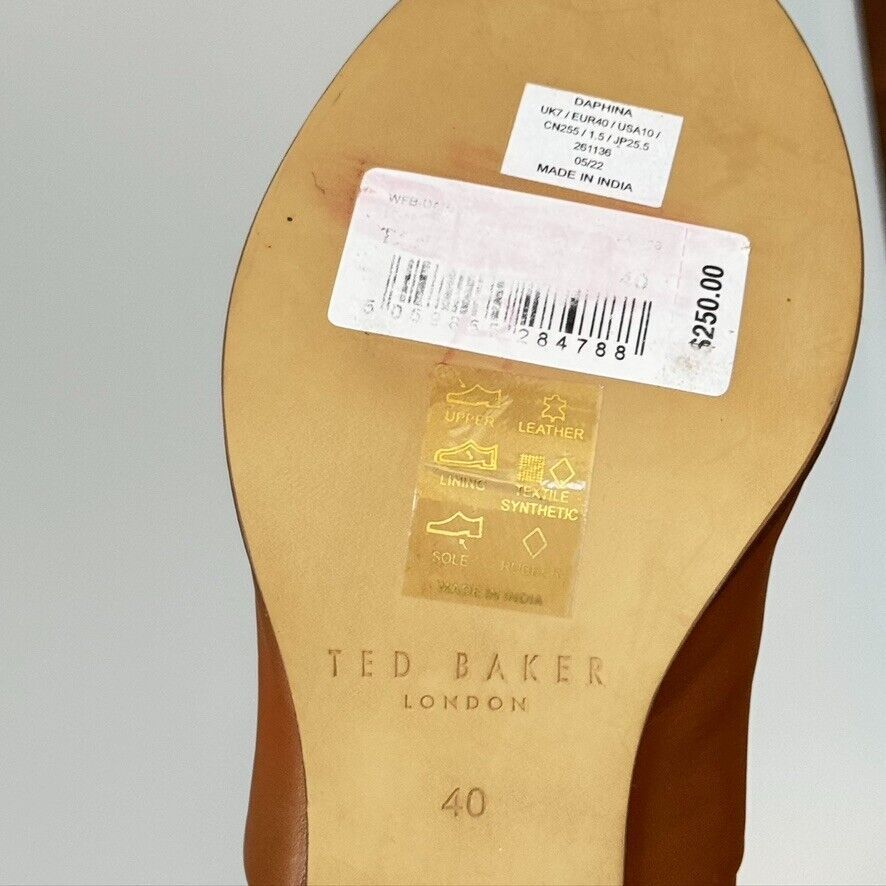 DAPHINA
UK7 / EUR40 / USA10 /
CN255 / 1.5 / JP25.5
261136
05/22
MADE IN INDIA
40
$250.00
284788
UPPER LEATHER
LINING TEXTILE
SYNTHETIC
SOLE RUBBER
MADE IN INDIA
TED BAKER
LONDON
40